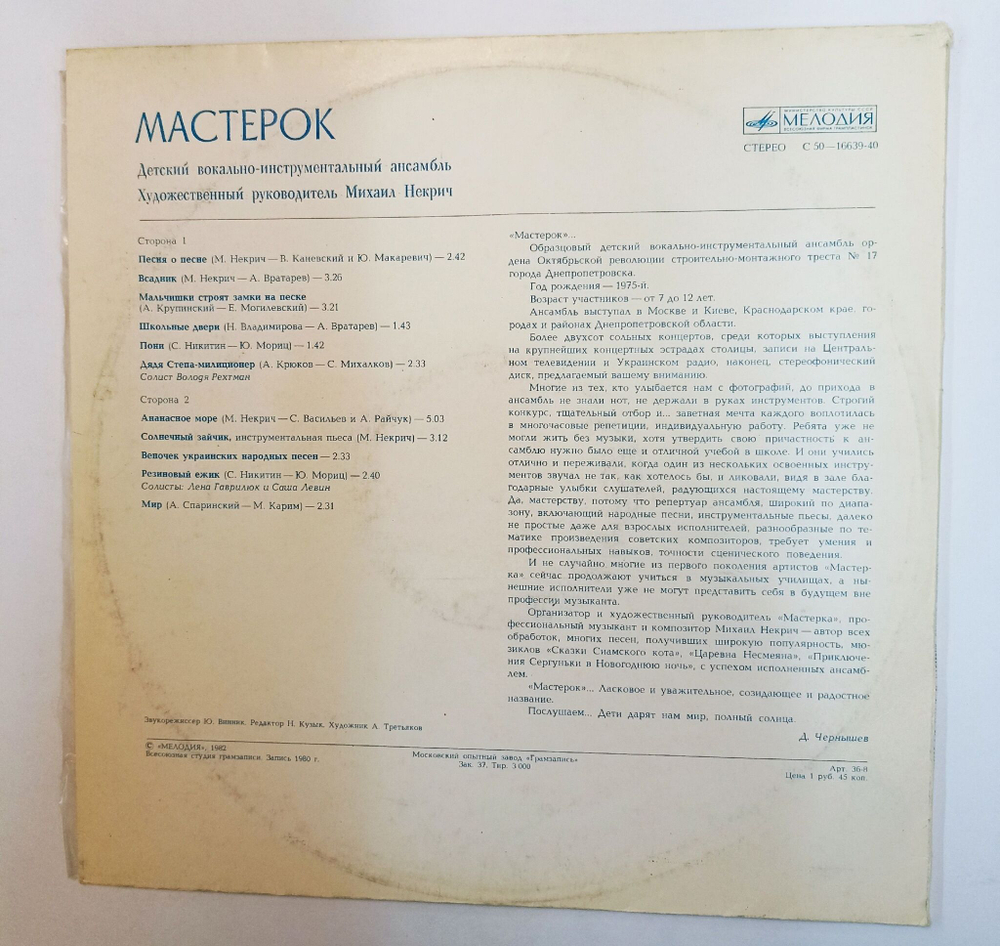 МАСТЕРОК
Детский вокально-инструментальный ансамбль
Художественный руководитель Михаил Некрич
МИНИСТЕРСТВО КУЛЬТУРЫ СССР
МЕЛОДИЯ
ВСЕСОЮЗНАЯ ФИРМА ГРАМПЛАСТИНОК
СТЕРЕО С 50—16639-40
Сторона 1
Песня о песне (М. Некрич — В. Каневский и Ю. Макаревич) — 2.42
Всадник (М. Некрич — А. Вратарев) — 3.26
Мальчишки строят замки на песке
(А. Крупинский — Е. Могилевский) — 3.21
Школьные двери (Н. Владимирова — А. Вратарев) — 1.43
Пони (С. Никитин — Ю. Мориц) — 1.42
Дядя Степа-милиционер (А. Крюков — С. Михалков) — 2.33
Солист Володя Рехтман
Сторона 2
Ананасное море (М. Некрич — С. Васильев и А. Райчук) — 5.03
Солнечный зайчик, инструментальная пьеса (М. Некрич) — 3.12
Веночек украинских народных песен — 2.33
Резиновый ежик (С. Никитин — Ю. Мориц) — 2.40
Солисты: Лена Гаврилюк и Саша Левин
Мир (А. Спаринский — М. Карим) — 2.31
«Мастерок»...
Образцовый детский вокально-инструментальный ансамбль ор-
дена Октябрьской революции строительно-монтажного треста № 17
города Днепропетровска.
Год рождения — 1975-й.
Возраст участников — от 7 до 12 лет.
Ансамбль выступал в Москве и Киеве, Краснодарском крае, го-
родах и районах Днепропетровской области.
Более двухсот сольных концертов, среди которых выступления
на крупнейших концертных эстрадах столицы, записи на Централь-
ном телевидении и Украинском радио, наконец, стереофонический
диск, предлагаемый вашему вниманию.
Многие из тех, кто улыбается нам с фотографий, до прихода в
ансамбль не знали нот, не держали в руках инструментов. Строгий
конкурс, тщательный отбор и... заветная мечта каждого воплотилась
в многочасовые репетиции, индивидуальную работу. Ребята уже не
могли жить без музыки, хотя утвердить свою причастность к ан-
самблю нужно было еще и отличной учебой в школе. И они учились
отлично и переживали, когда один из нескольких освоенных инстру-
ментов звучал не так, как хотелось бы, и ликовали, видя в зале бла-
годарные улыбки слушателей, радующихся настоящему мастерству.
Да, мастерству, потому что репертуар ансамбля, широкий по диапа-
зону, включающий народные песни, инструментальные пьесы, далеко
не простые даже для взрослых исполнителей, разнообразные по те-
матике произведения советских композиторов, требует умения и
профессиональных навыков, точности сценического поведения.
И не случайно многие из первого поколения артистов «Мастер-
ка» сейчас продолжают учиться в музыкальных училищах, а ны-
нешние исполнители уже не могут представить себя в будущем вне
профессии музыканта.
Организатор и художественный руководитель «Мастерка», про-
фессиональный музыкант и композитор Михаил Некрич — автор всех
обработок, многих песен, получивших широкую популярность, мю-
зиклов «Сказки Сиамского кота», «Царевна Несмеяна», «Приключе-
ния Сергуньки в Новогоднюю ночь», с успехом исполненных ансамб-
лем.
«Мастерок»... Ласковое и уважительное, созидающее и радостное
название.
Послушаем... Дети дарят нам мир, полный солнца.
Д. Чернышев
Звукорежиссер Ю. Винник. Редактор Н. Кузык. Художник А. Третьяков
© «МЕЛОДИЯ», 1982
Всесоюзная студия грамзаписи. Запись 1980 г.
Московский опытный завод «Грамзапись»
Зак. 37. Тир. 3 000
Арт. 36-8
Цена 1 руб. 45 коп.